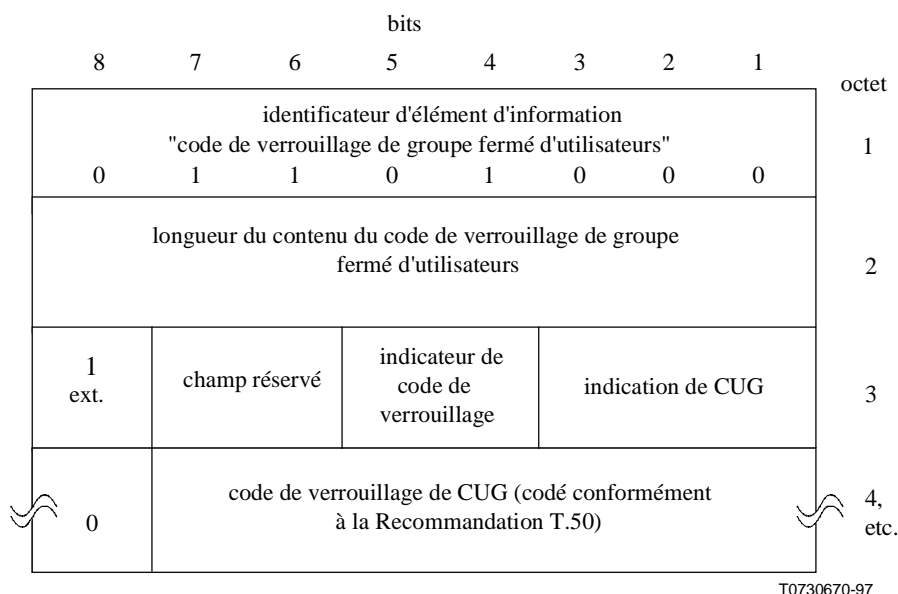 bits
8 7 6 5 4 3 2 1
octet
identificateur d'élément d'information
"code de verrouillage de groupe fermé d'utilisateurs"
0 1 1 0 1 0 0 0
1
longueur du contenu du code de verrouillage de groupe
fermé d'utilisateurs
2
1
ext.
champ réservé
indicateur de
code de
verrouillage
indication de CUG
3
0
code de verrouillage de CUG (codé conformément
à la Recommandation T.50)
4,
etc.
T0730670-97